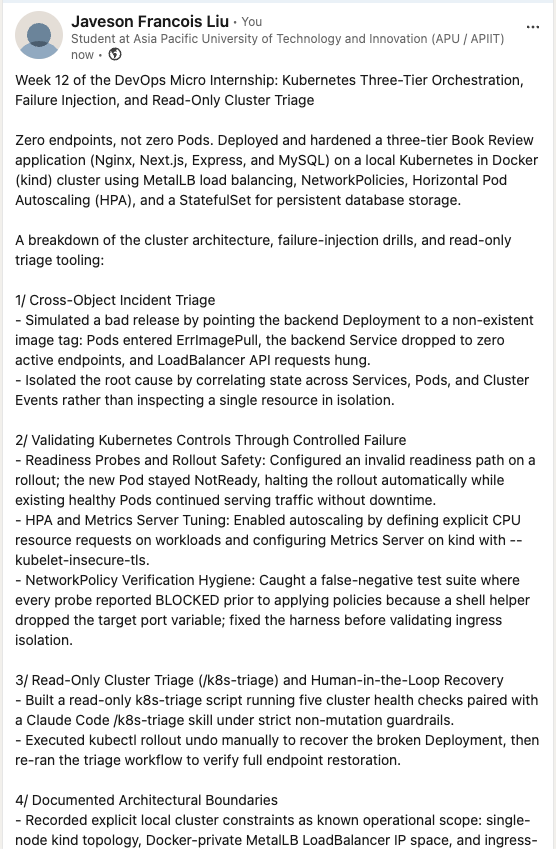 Javeson Francois Liu • You
Student at Asia Pacific University of Technology and Innovation (APU / APIIT)
now •
Week 12 of the DevOps Micro Internship: Kubernetes Three-Tier Orchestration,
Failure Injection, and Read-Only Cluster Triage
Zero endpoints, not zero Pods. Deployed and hardened a three-tier Book Review
application (Nginx, Next.js, Express, and MySQL) on a local Kubernetes in Docker
(kind) cluster using MetalLB load balancing, NetworkPolicies, Horizontal Pod
Autoscaling (HPA), and a StatefulSet for persistent database storage.
A breakdown of the cluster architecture, failure-injection drills, and read-only
triage tooling:
1/ Cross-Object Incident Triage
- Simulated a bad release by pointing the backend Deployment to a non-existent
image tag: Pods entered ErrImagePull, the backend Service dropped to zero
active endpoints, and LoadBalancer API requests hung.
- Isolated the root cause by correlating state across Services, Pods, and Cluster
Events rather than inspecting a single resource in isolation.
2/ Validating Kubernetes Controls Through Controlled Failure
- Readiness Probes and Rollout Safety: Configured an invalid readiness path on a
rollout; the new Pod stayed NotReady, halting the rollout automatically while
existing healthy Pods continued serving traffic without downtime.
- HPA and Metrics Server Tuning: Enabled autoscaling by defining explicit CPU
resource requests on workloads and configuring Metrics Server on kind with --
kubelet-insecure-tls.
- NetworkPolicy Verification Hygiene: Caught a false-negative test suite where
every probe reported BLOCKED prior to applying policies because a shell helper
dropped the target port variable; fixed the harness before validating ingress
isolation.
3/ Read-Only Cluster Triage (/k8s-triage) and Human-in-the-Loop Recovery
- Built a read-only k8s-triage script running five cluster health checks paired with
a Claude Code /k8s-triage skill under strict non-mutation guardrails.
- Executed kubectl rollout undo manually to recover the broken Deployment, then
re-ran the triage workflow to verify full endpoint restoration.
4/ Documented Architectural Boundaries
- Recorded explicit local cluster constraints as known operational scope: single-
node kind topology, Docker-private MetalLB LoadBalancer IP space, and ingress-